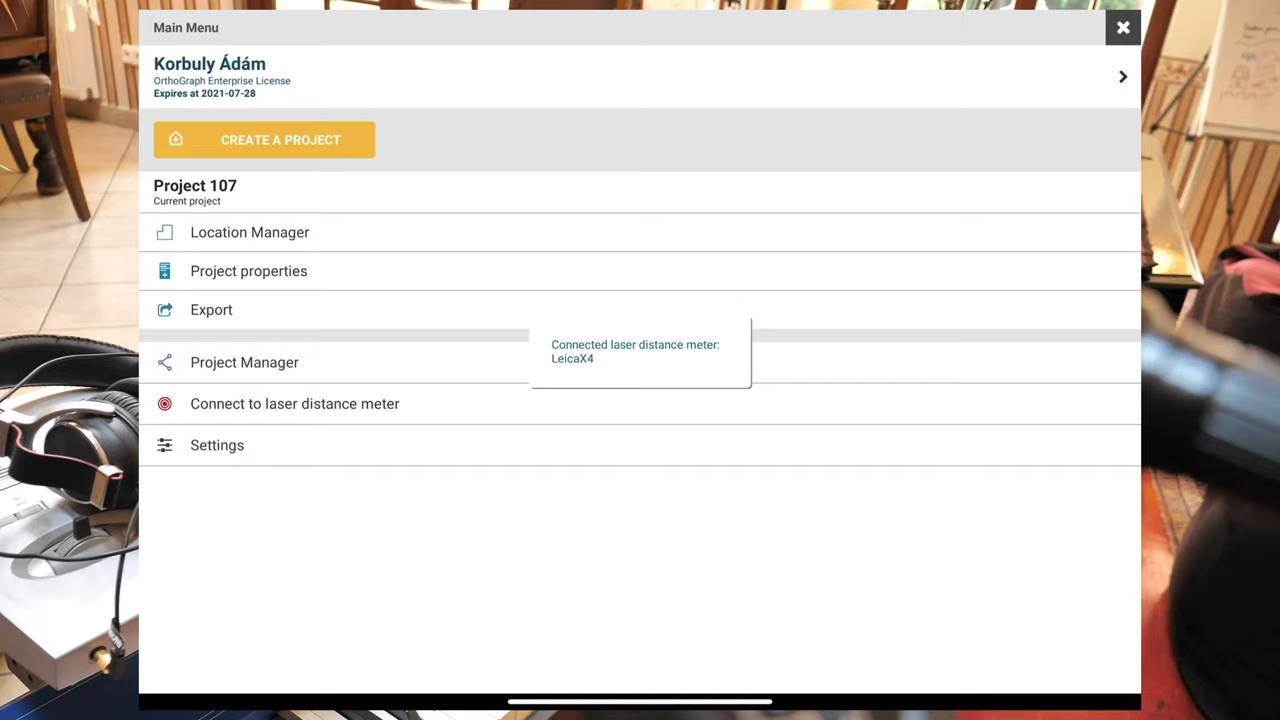 Main Menu
Korbuly Ádám
OrthoGraph Enterprise License
Expires at 2021-07-28
CREATE A PROJECT
Project 107
Current project
Location Manager
Project properties
Export
Connected laser distance meter:
LeicaX4
Project Manager
Connect to laser distance meter
Settings